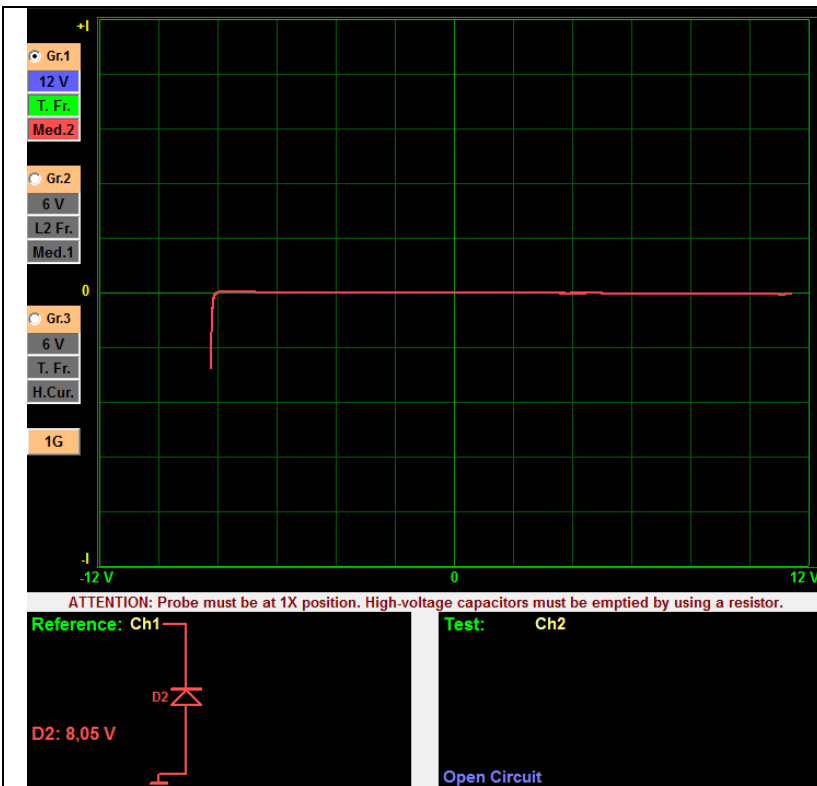 +I
Gr.1
12 V
T. Fr.
Med.2
Gr.2
6 V
L2 Fr.
Med.1
0
Gr.3
6 V
T. Fr.
H.Cur.
1G
-I
-12 V 0 12 V
ATTENTION: Probe must be at 1X position. High-voltage capacitors must be emptied by using a resistor.
Reference: Ch1
Test: Ch2
D2
D2: 8,05 V
Open Circuit